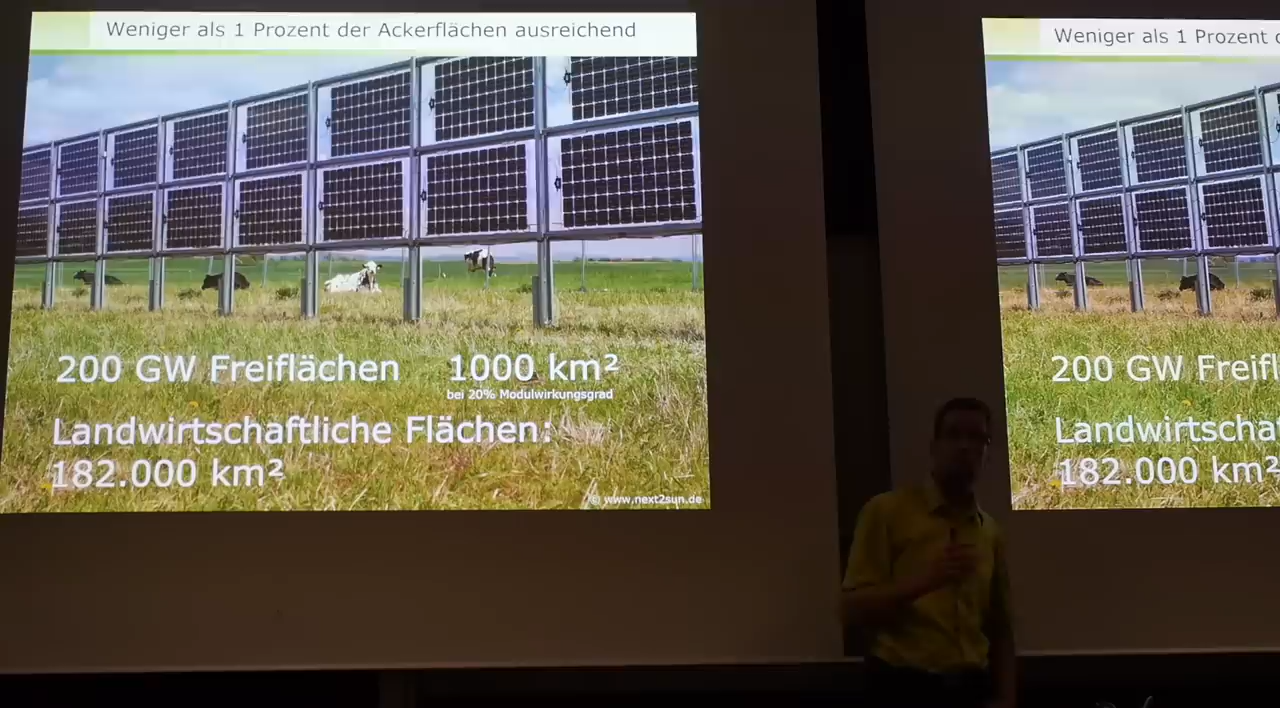 Weniger als 1 Prozent der Ackerflächen ausreichend
200 GW Freiflächen
1000 km²
bei 20% Modulwirkungsgrad
Landwirtschaftliche Flächen:
182.000 km²
© www.next2sun.de
Weniger als 1 Prozent
200 GW Freifl
Landwirtscha
182.000 km²